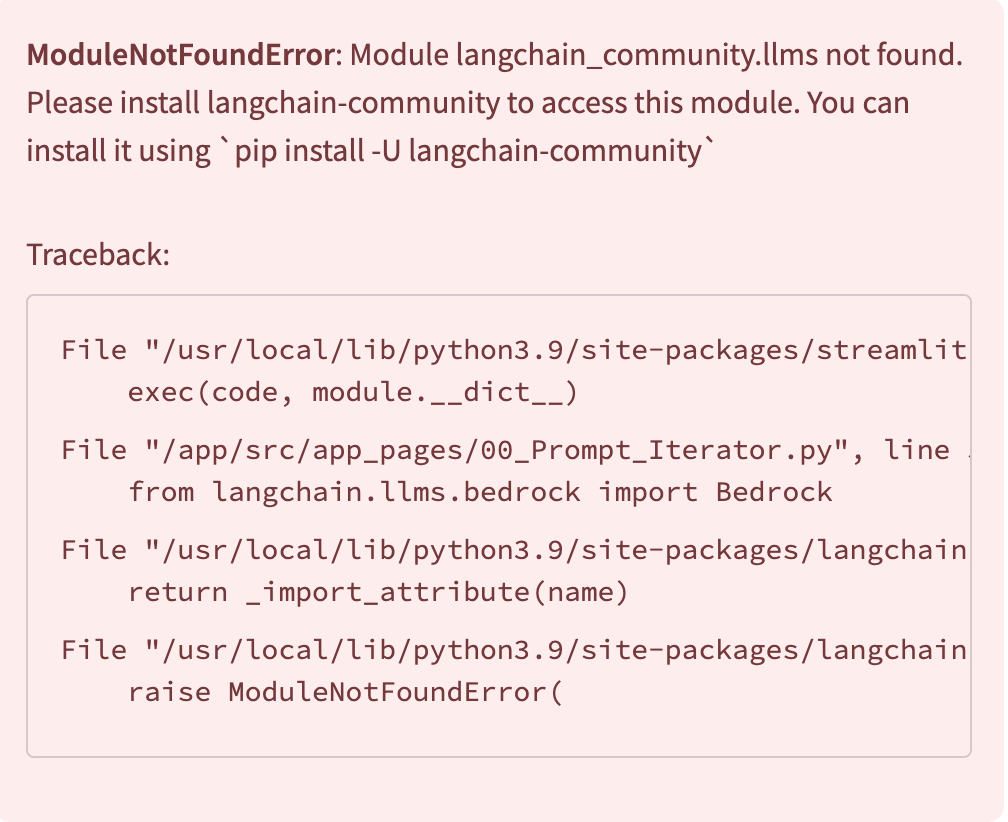 ModuleNotFoundError: Module langchain_community.llms not found.
Please install langchain-community to access this module. You can
install it using `pip install -U langchain-community`
Traceback:
File "/usr/local/lib/python3.9/site-packages/streamlit
exec(code, module.__dict__)
File "/app/src/app_pages/00_Prompt_Iterator.py", line
from langchain.llms.bedrock import Bedrock
File "/usr/local/lib/python3.9/site-packages/langchain
return _import_attribute(name)
File "/usr/local/lib/python3.9/site-packages/langchain
raise ModuleNotFoundError(